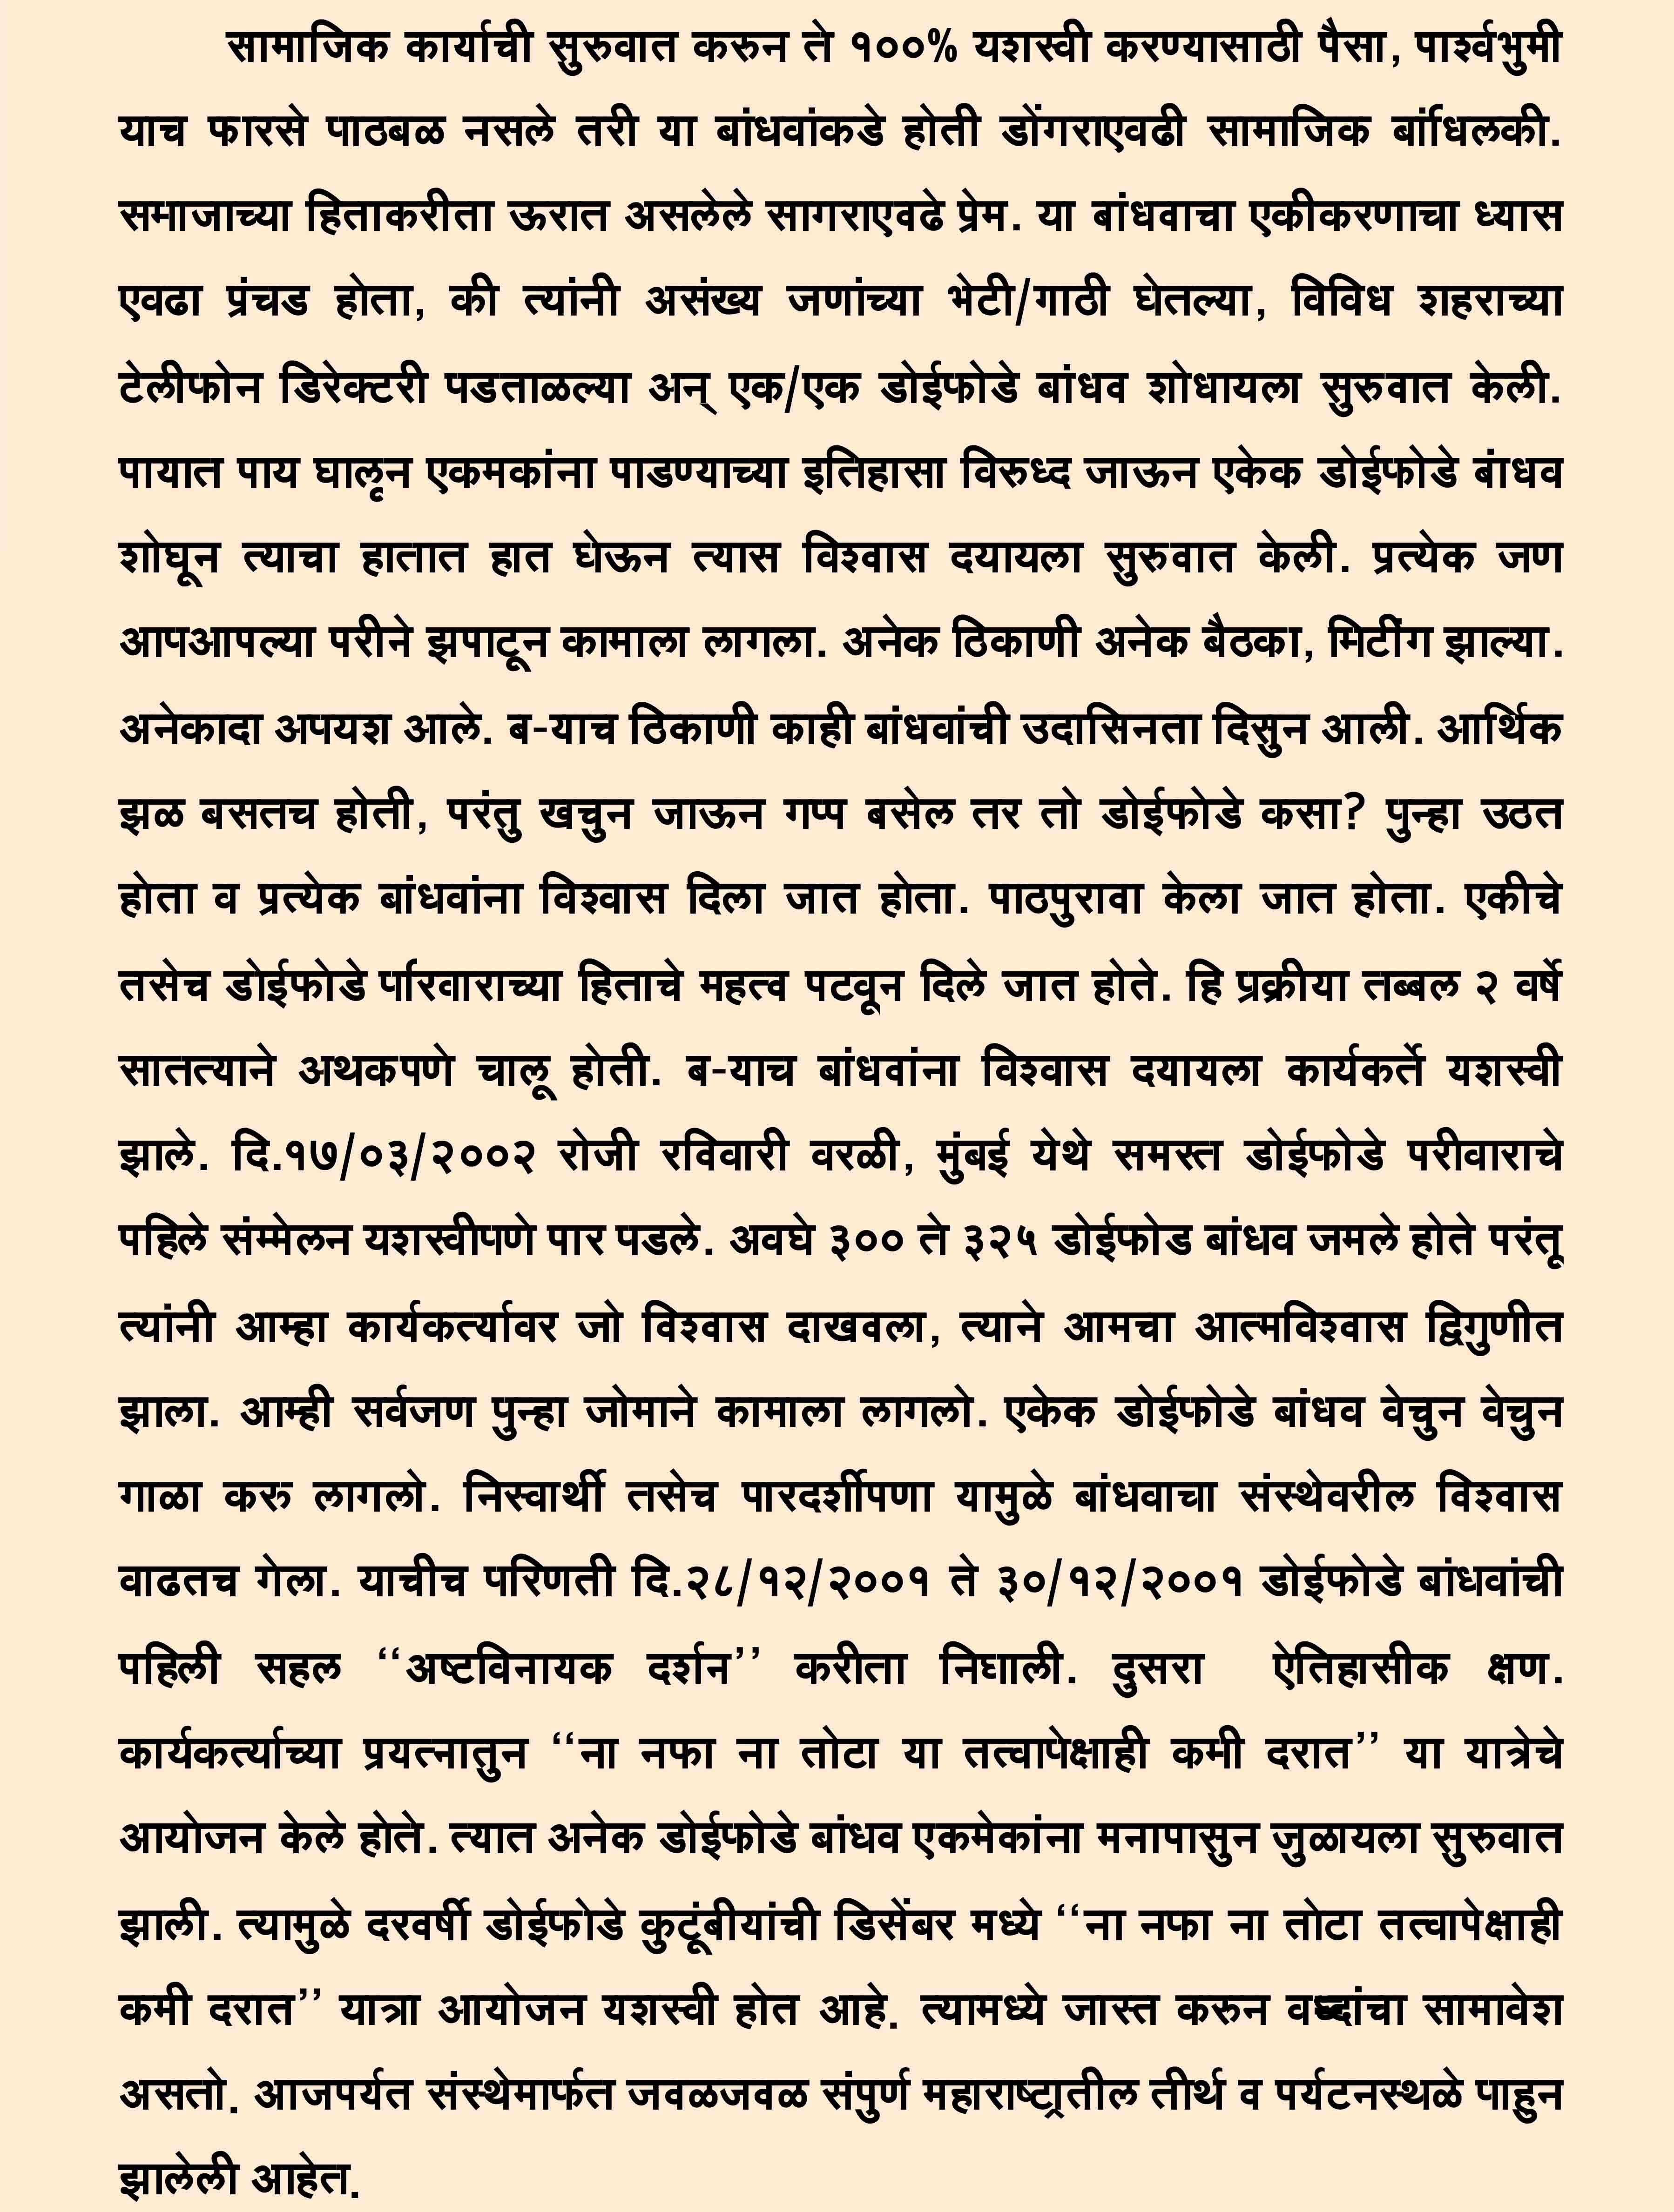 सामाजिक कार्याची सुरुवात करुन ते १००% यशस्वी करण्यासाठी पैसा, पार्श्वभुमी
याच फारसे पाठबळ नसले तरी या बांधवांकडे होती डोंगराएवढी सामाजिक बांधिलकी.
समाजाच्या हिताकरीता ऊरात असलेले सागराएवढे प्रेम. या बांधवाचा एकीकरणाचा ध्यास
एवढा प्रंचड होता, की त्यांनी असंख्य जणांच्या भेटी/गाठी घेतल्या, विविध शहराच्या
टेलीफोन डिरेक्टरी पडताळल्या अन् एक/एक डोईफोडे बांधव शोधायला सुरुवात केली.
पायात पाय घालून एकमकांना पाडण्याच्या इतिहासा विरुध्द जाऊन एकेक डोईफोडे बांधव
शोघून त्याचा हातात हात घेऊन त्यास विश्वास दयायला सुरुवात केली. प्रत्येक जण
आपआपल्या परीने झपाटून कामाला लागला. अनेक ठिकाणी अनेक बैठका, मिटींग झाल्या.
अनेकादा अपयश आले. ब-याच ठिकाणी काही बांधवांची उदासिनता दिसुन आली. आर्थिक
झळ बसतच होती, परंतु खचुन जाऊन गप्प बसेल तर तो डोईफोडे कसा? पुन्हा उठत
होता व प्रत्येक बांधवांना विश्वास दिला जात होता. पाठपुरावा केला जात होता. एकीचे
तसेच डोईफोडे परिवाराच्या हिताचे महत्व पटवून दिले जात होते. हि प्रक्रीया तब्बल २ वर्षे
सातत्याने अथकपणे चालू होती. ब-याच बांधवांना विश्वास दयायला कार्यकर्ते यशस्वी
झाले. दि.१७/०३/२००२ रोजी रविवारी वरळी, मुंबई येथे समस्त डोईफोडे परीवाराचे
पहिले संम्मेलन यशस्वीपणे पार पडले. अवघे ३०० ते ३२५ डोईफोड बांधव जमले होते परंतू
त्यांनी आम्हा कार्यकर्त्यावर जो विश्वास दाखवला, त्याने आमचा आत्मविश्वास द्विगुणीत
झाला. आम्ही सर्वजण पुन्हा जोमाने कामाला लागलो. एकेक डोईफोडे बांधव वेचुन वेचुन
गाळा करु लागलो. निस्वार्थी तसेच पारदर्शीपणा यामुळे बांधवाचा संस्थेवरील विश्वास
वाढतच गेला. याचीच परिणती दि.२८/१२/२००१ ते ३०/१२/२००१ डोईफोडे बांधवांची
पहिली सहल ‘‘अष्टविनायक दर्शन’’ करीता निघाली. दुसरा ऐतिहासीक क्षण.
कार्यकर्त्याच्या प्रयत्नातुन ‘‘ना नफा ना तोटा या तत्वापेक्षाही कमी दरात’’ या यात्रेचे
आयोजन केले होते. त्यात अनेक डोईफोडे बांधव एकमेकांना मनापासुन जुळायला सुरुवात
झाली. त्यामुळे दरवर्षी डोईफोडे कुटूंबीयांची डिसेंबर मध्ये ‘‘ना नफा ना तोटा तत्वापेक्षाही
कमी दरात’’ यात्रा आयोजन यशस्वी होत आहे. त्यामध्ये जास्त करुन सामावेश
असतो. आजपर्यत संस्थेमार्फत जवळजवळ संपुर्ण महाराष्ट्रातील तीर्थ व पर्यटनस्थळे पाहुन
झालेली आहेत.